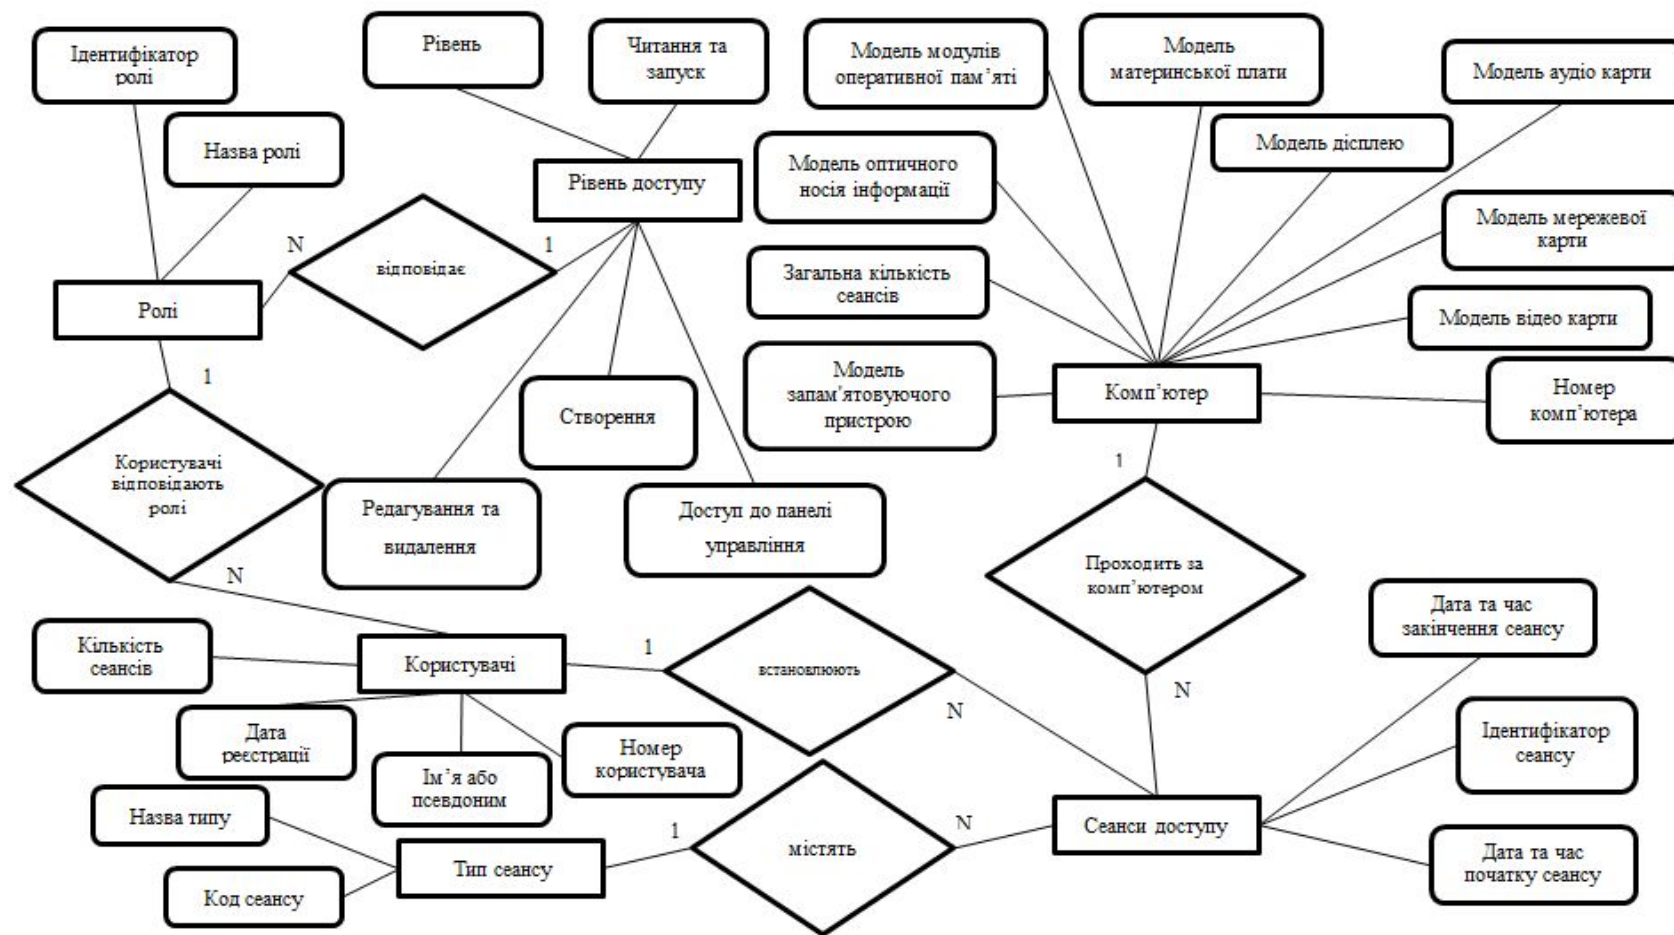 Ідентифікатор
ролі
Рівень
Читання та
запуск
Модель модулів
оперативної пам’яті
Модель
материнської плати
Модель аудіо карти
Назва ролі
Рівень доступу
Модель оптичного
носія інформації
Модель дісплею
Модель мережевої
карти
N
відповідає
1
Загальна кількість
сеансів
Ролі
Модель відео карти
1
Створення
Модель
запам'ятовуючого
пристрою
Комп’ютер
Номер
комп’ютера
Користувачі
відповідають
ролі
1
Редагування та
видалення
Доступ до панелі
управління
N
Проходить за
комп’ютером
Дата та час
закінчення сеансу
Кількість
сеансів
Користувачі
1
встановлюють
N
N
Дата
реєстрації
Ім’я або
псевдоним
Номер
користувача
Ідентифікатор
сеансу
Назва типу
1
N
Сеанси доступу
містять
Тип сеансу
Код сеансу
Дата та час
початку сеансу